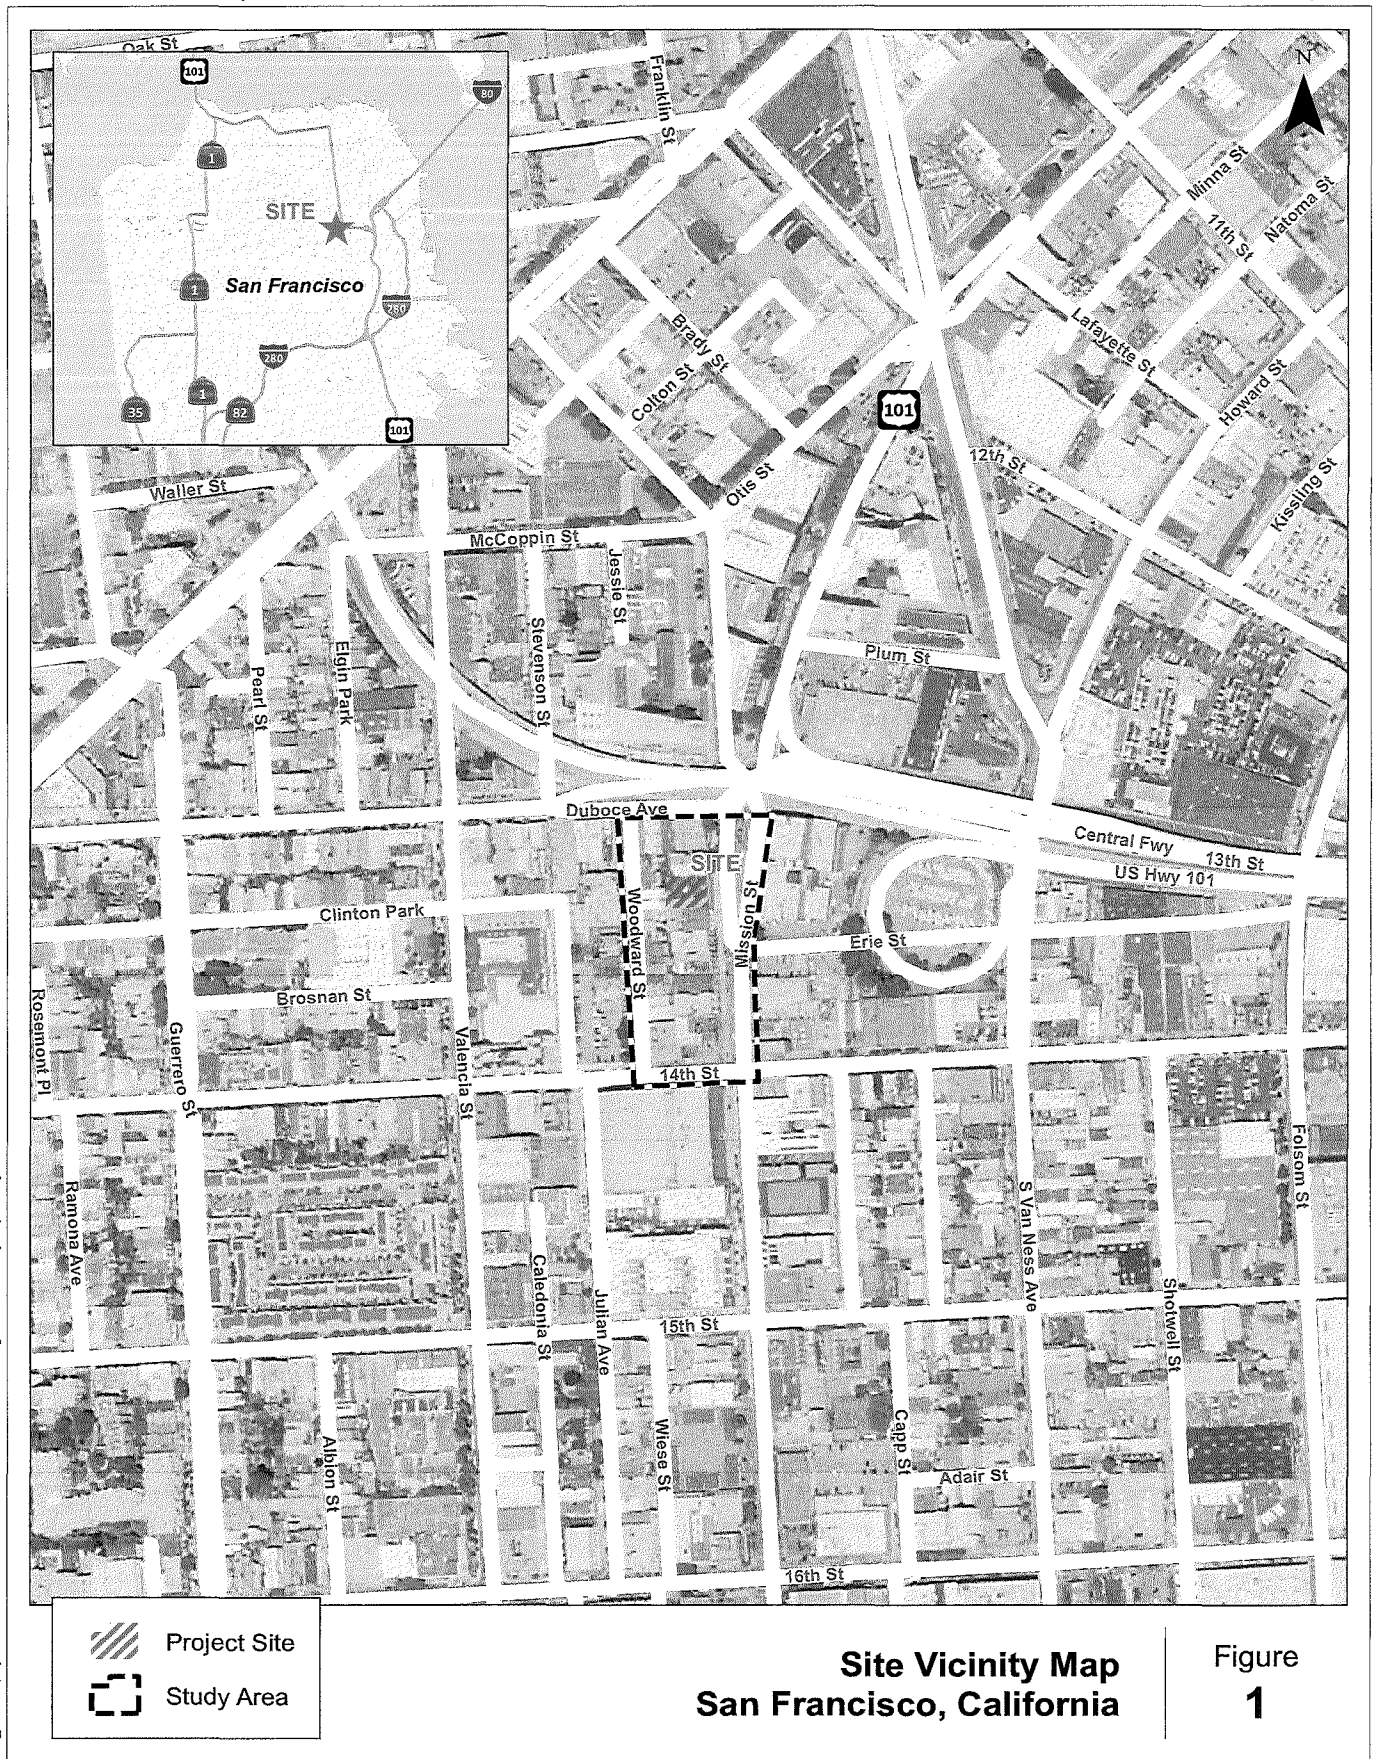 Oak St
101
80
1
SITE
San Francisco
1
280
280
1
35
82
101
N
Franklin St
Minna St
Natoma St
11th St
Lafayette St
Brady St
Colton St
Howard St
101
Otis St
12th St
Kissling St
Waller St
McCoppin St
Jessie St
Stevenson St
Elgin Park
Pearl St
Plum St
Duboce Ave
Central Fwy
13th St
US Hwy 101
SITE
Woodward St
Mission St
Clinton Park
Erie St
Brosnan St
Rosemont Pl
Guerrero St
Valencia St
14th St
Folsom St
Ramona Ave
S Van Ness Ave
Caledonia St
Julian Ave
Shotwell St
15th St
Albion St
Wiese St
Capp St
Adair St
16th St
Project Site
Study Area
Site Vicinity Map
San Francisco, California
Figure
1